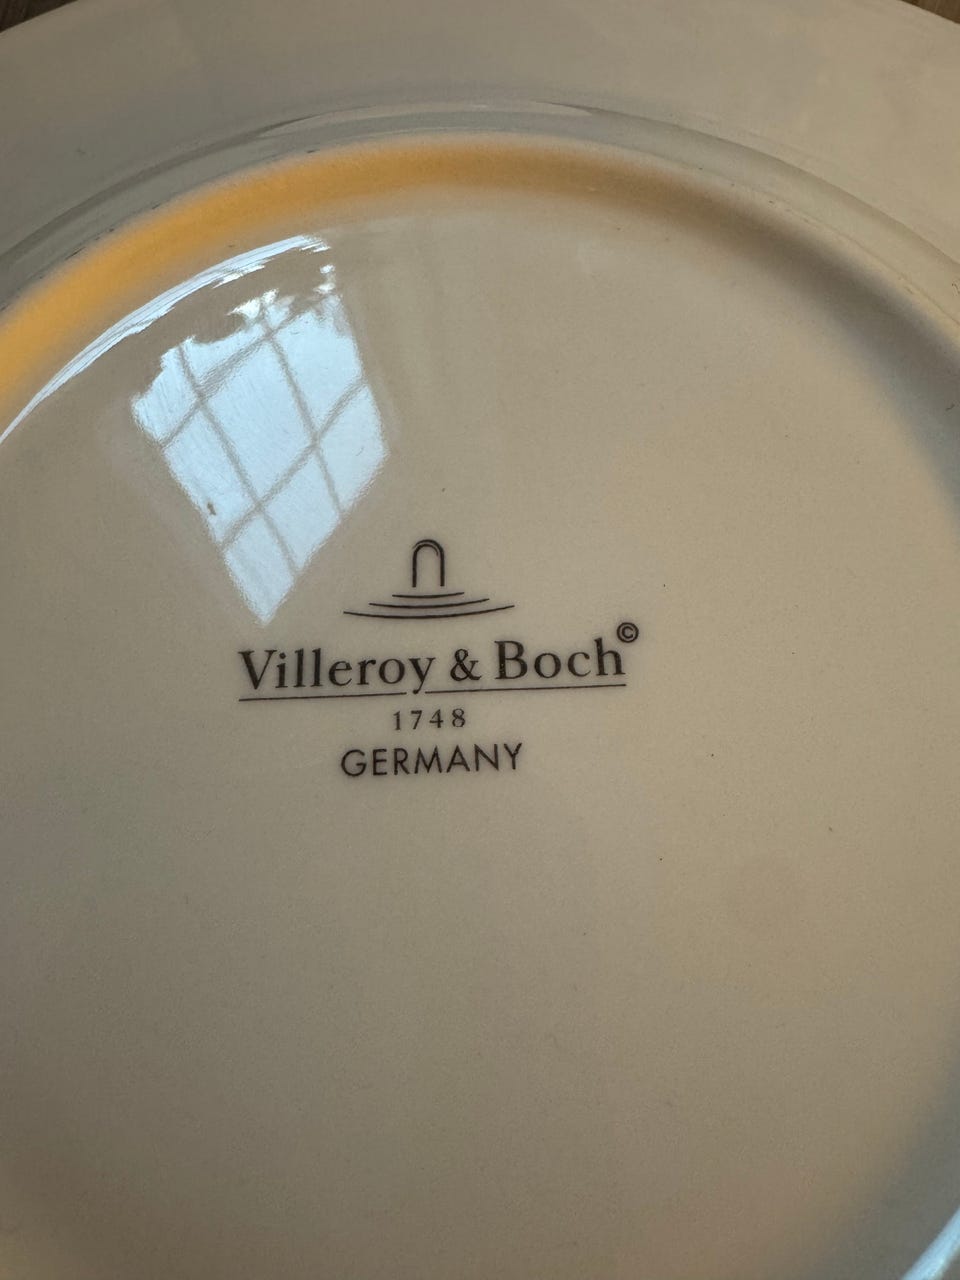 Villeroy & Boch©
1748
GERMANY